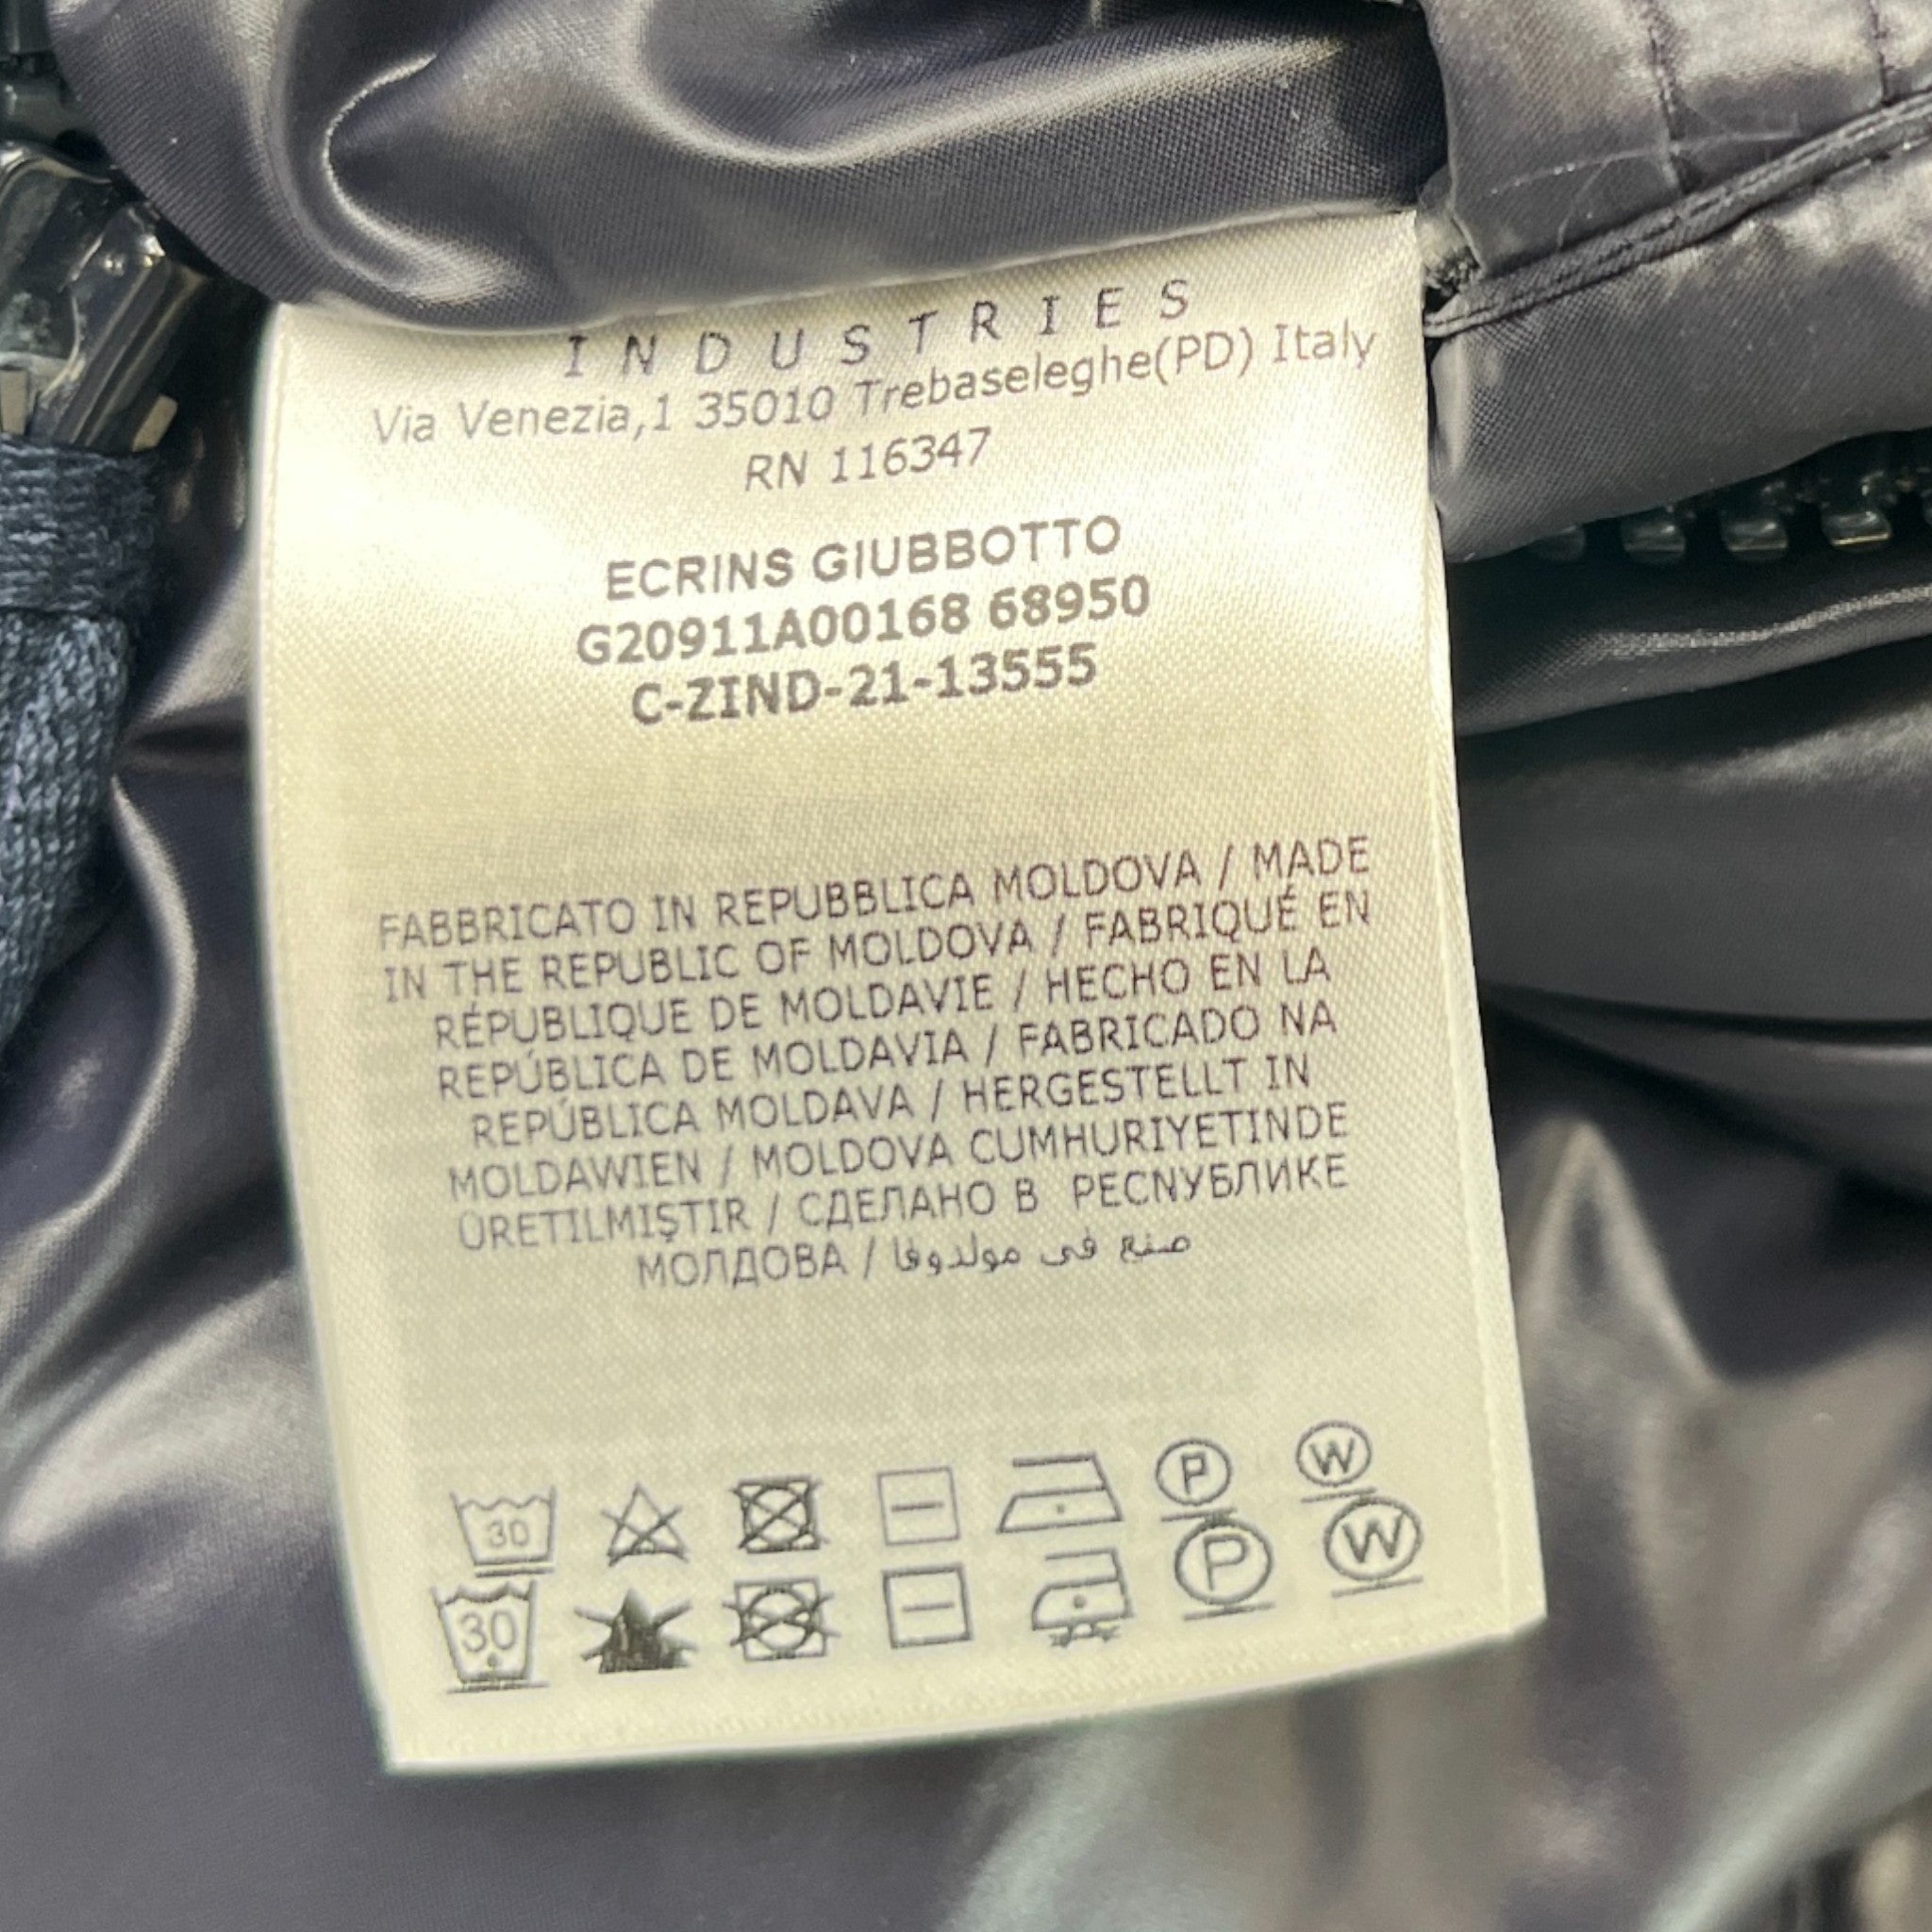 INDUSTRIES
Via Venezia,1 35010 Trebaseleghe(PD) Italy
RN 116347
ECRINS GIUBBOTTO
G20911A00168 68950
C-ZIND-21-13555
FABBRICATO IN REPUBBLICA MOLDOVA / MADE
IN THE REPUBLIC OF MOLDOVA / FABRIQUÉ EN
RÉPUBLIQUE DE MOLDAVIE / HECHO EN LA
REPÚBLICA DE MOLDAVIA / FABRICADO NA
REPÚBLICA MOLDAVA / HERGESTELLT IN
MOLDAWIEN / MOLDOVA CUMHURIYETINDE
ÜRETILMIŞTIR / СДЕЛАНО В РЕСNУБЛИКЕ
МОЛДОВА / صنع في مولدوفا
30 P W
30 P W